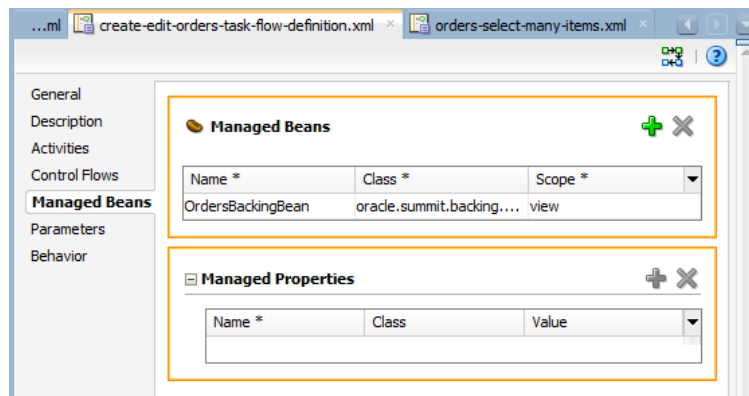 ...ml create-edit-orders-task-flow-definition.xml orders-select-many-items.xml
General
Description
Activities
Control Flows
Managed Beans
Parameters
Behavior
Managed Beans
Name * Class * Scope *
OrdersBackingBean oracle.summit.backing.... view
Managed Properties
Name * Class Value